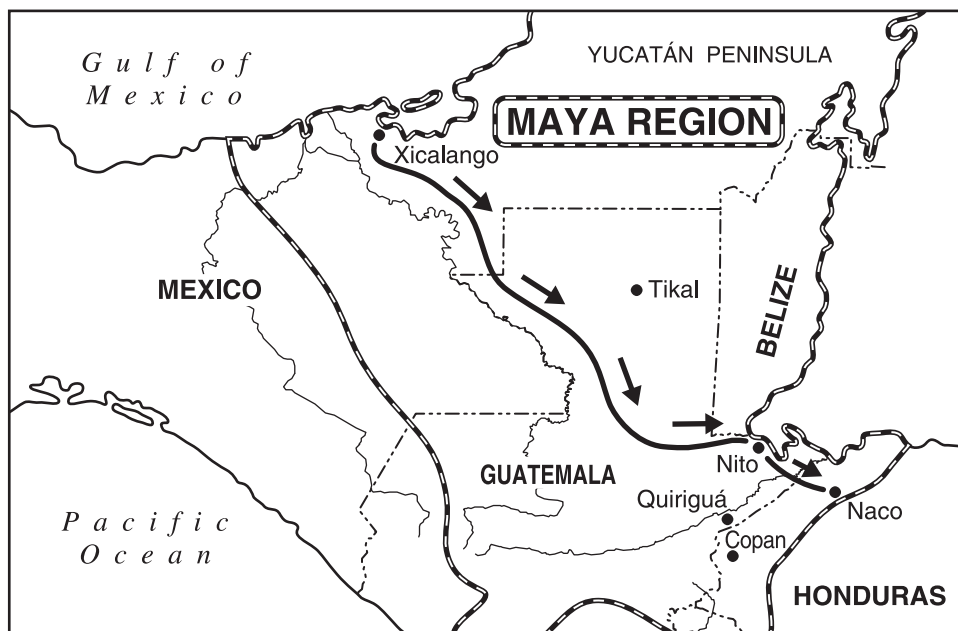 Gulf of
Mexico
YUCATÁN PENINSULA
MAYA REGION
Xicalango
MEXICO
Tikal
BELIZE
GUATEMALA
Nito
Quiriguá
Naco
Copan
Pacific
Ocean
HONDURAS